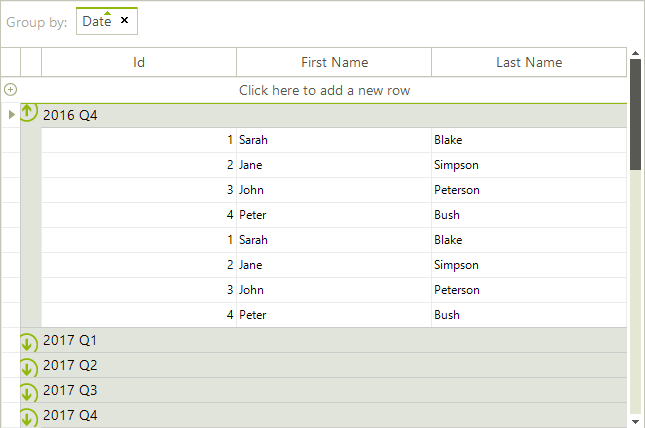 Group by: Date ×
Id First Name Last Name
Click here to add a new row
2016 Q4
1 Sarah Blake
2 Jane Simpson
3 John Peterson
4 Peter Bush
1 Sarah Blake
2 Jane Simpson
3 John Peterson
4 Peter Bush
2017 Q1
2017 Q2
2017 Q3
2017 Q4